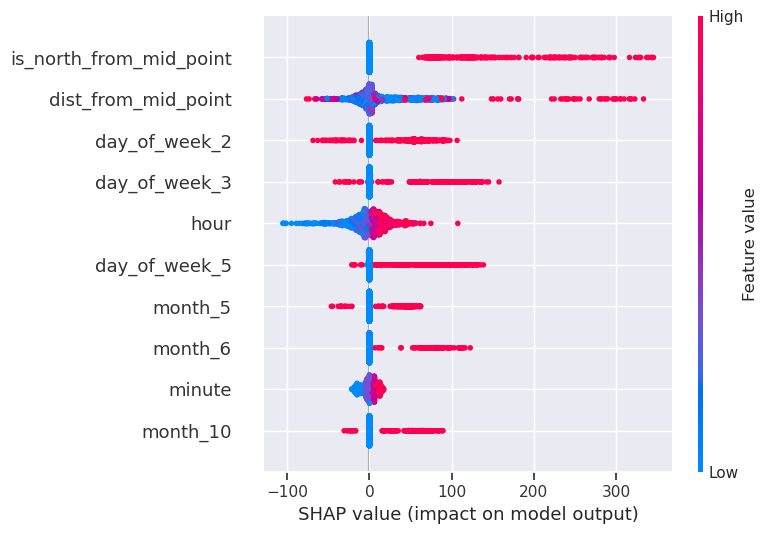 High
is_north_from_mid_point
dist_from_mid_point
day_of_week_2
day_of_week_3
hour
day_of_week_5
month_5
month_6
minute
month_10
Feature value
Low
−100 0 100 200 300
SHAP value (impact on model output)